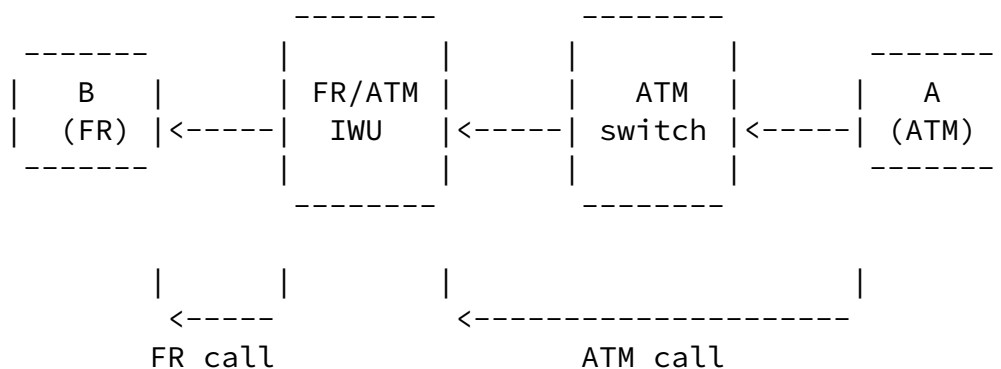 B FR/ATM ATM A
(FR) IWU switch (ATM)
FR call ATM call